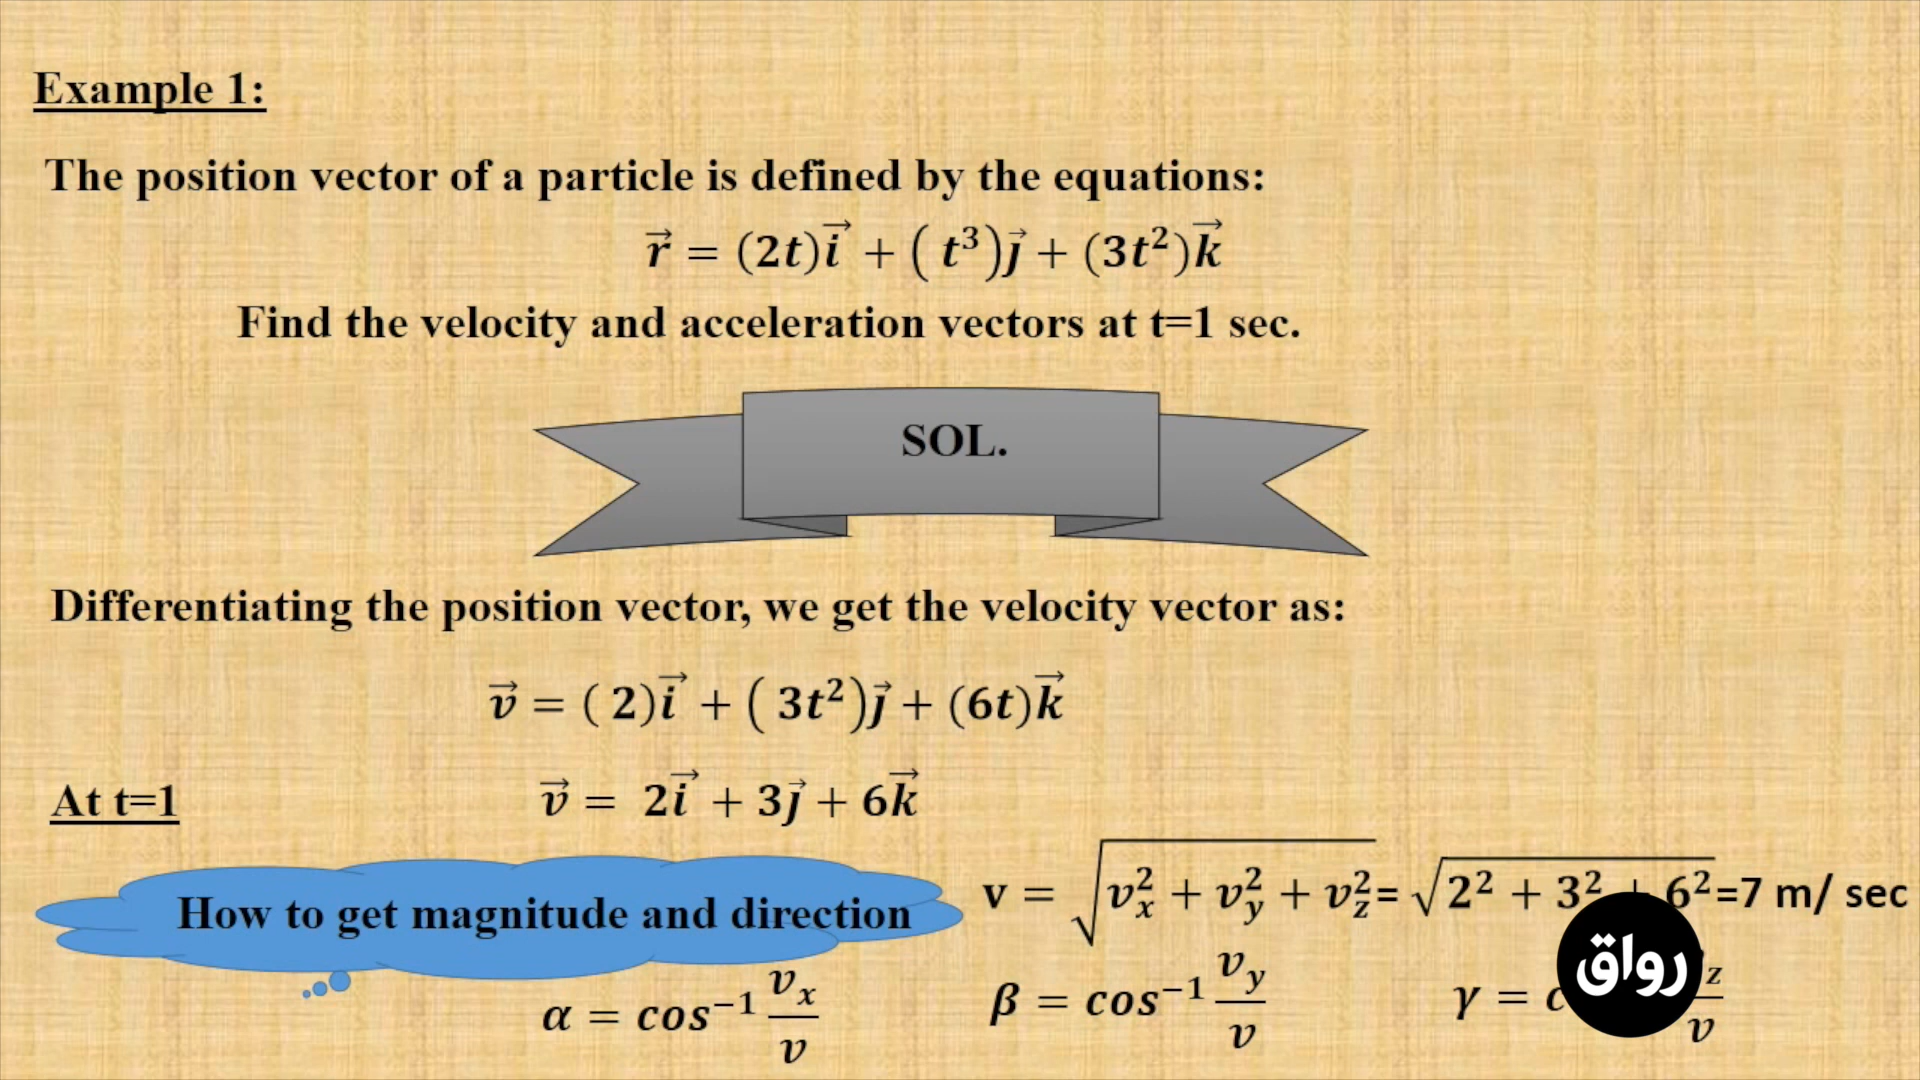 Example 1:
The position vector of a particle is defined by the equations:
r⃗ = (2t)i⃗ + ( t³)j⃗ + (3t²)k⃗
Find the velocity and acceleration vectors at t=1 sec.
SOL.
Differentiating the position vector, we get the velocity vector as:
v⃗ = ( 2)i⃗ + ( 3t²)j⃗ + (6t)k⃗
At t=1 v⃗ = 2i⃗ + 3j⃗ + 6k⃗
How to get magnitude and direction v = √(v_x² + v_y² + v_z²)= √(2² + 3² + 6²)=7 m/ sec
α = cos⁻¹ v_x/v β = cos⁻¹ v_y/v γ = c z/v
رواق